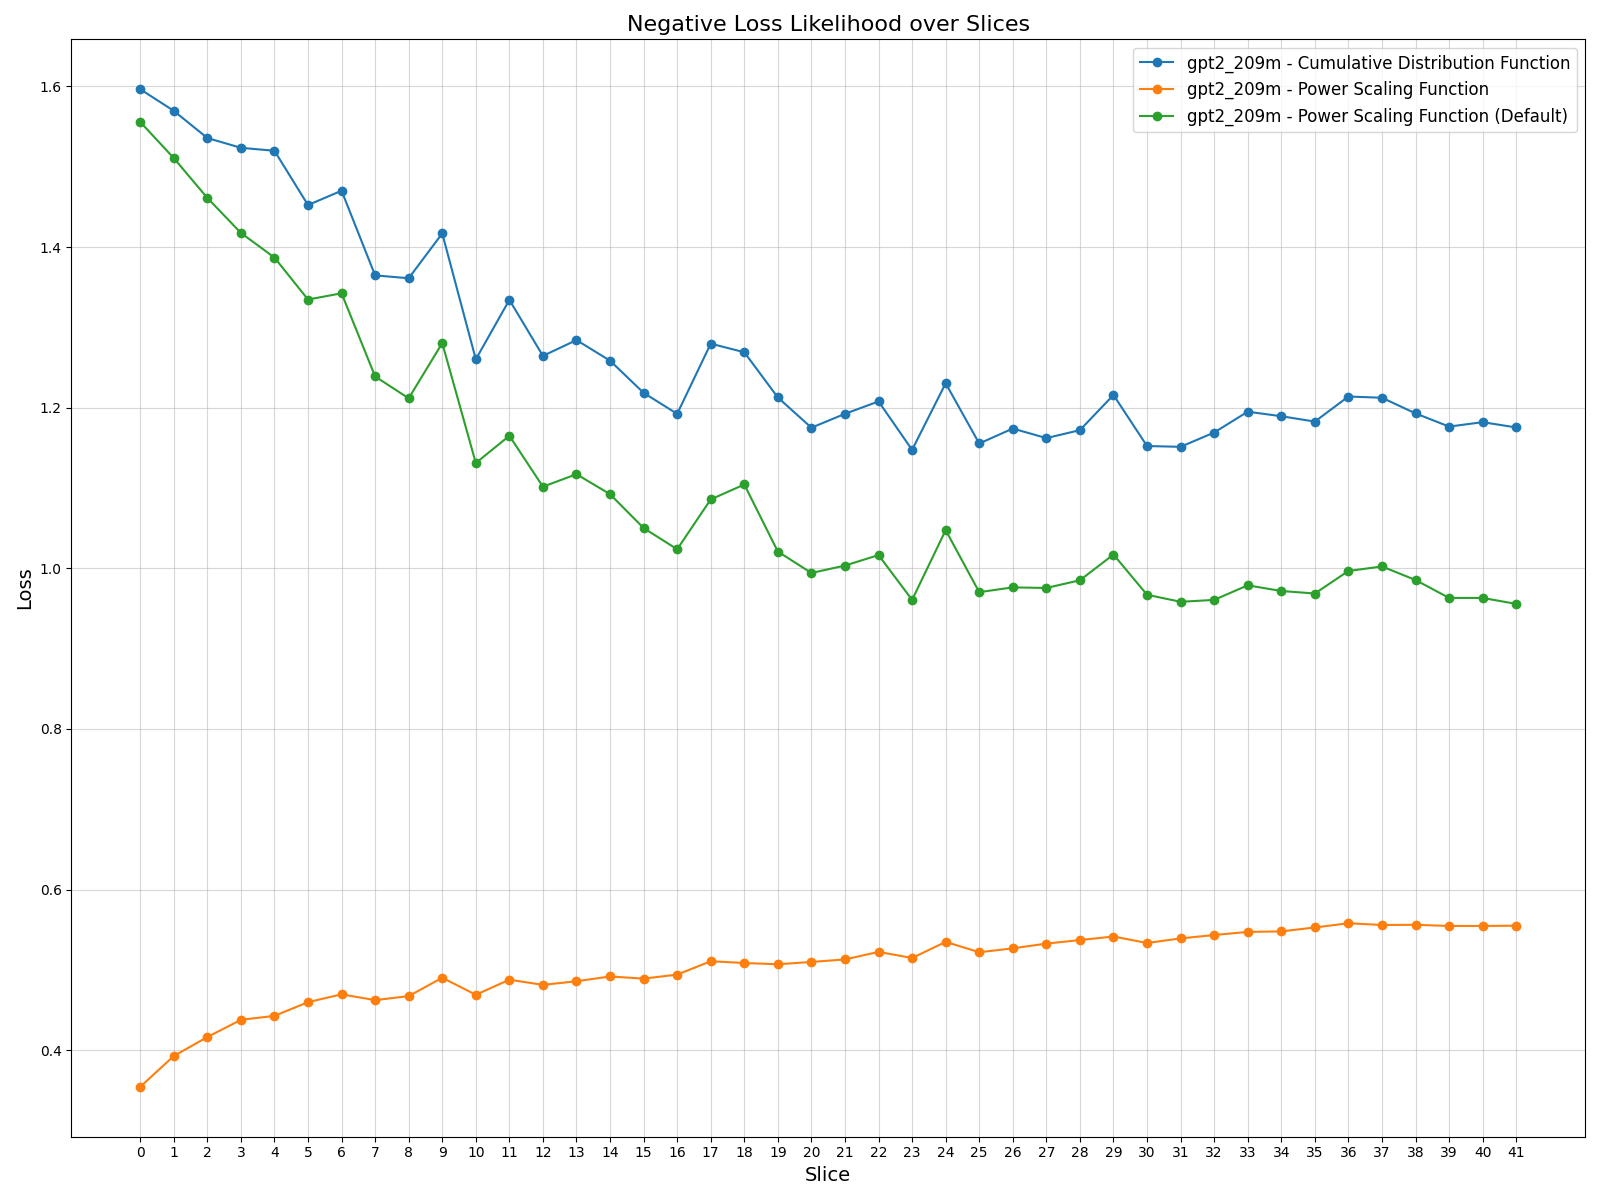 Negative Loss Likelihood over Slices
gpt2_209m - Cumulative Distribution Function
gpt2_209m - Power Scaling Function
gpt2_209m - Power Scaling Function (Default)
1.6
1.4
1.2
1.0
0.8
0.6
0.4
Loss
0 1 2 3 4 5 6 7 8 9 10 11 12 13 14 15 16 17 18 19 20 21 22 23 24 25 26 27 28 29 30 31 32 33 34 35 36 37 38 39 40 41
Slice